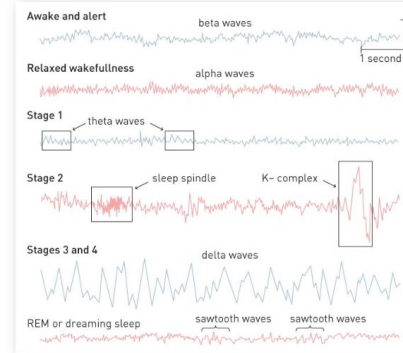 Awake and alert
beta waves
1 second
Relaxed wakefullness
alpha waves
Stage 1
theta waves
Stage 2
sleep spindle
K– complex
Stages 3 and 4
delta waves
REM or dreaming sleep
sawtooth waves
sawtooth waves